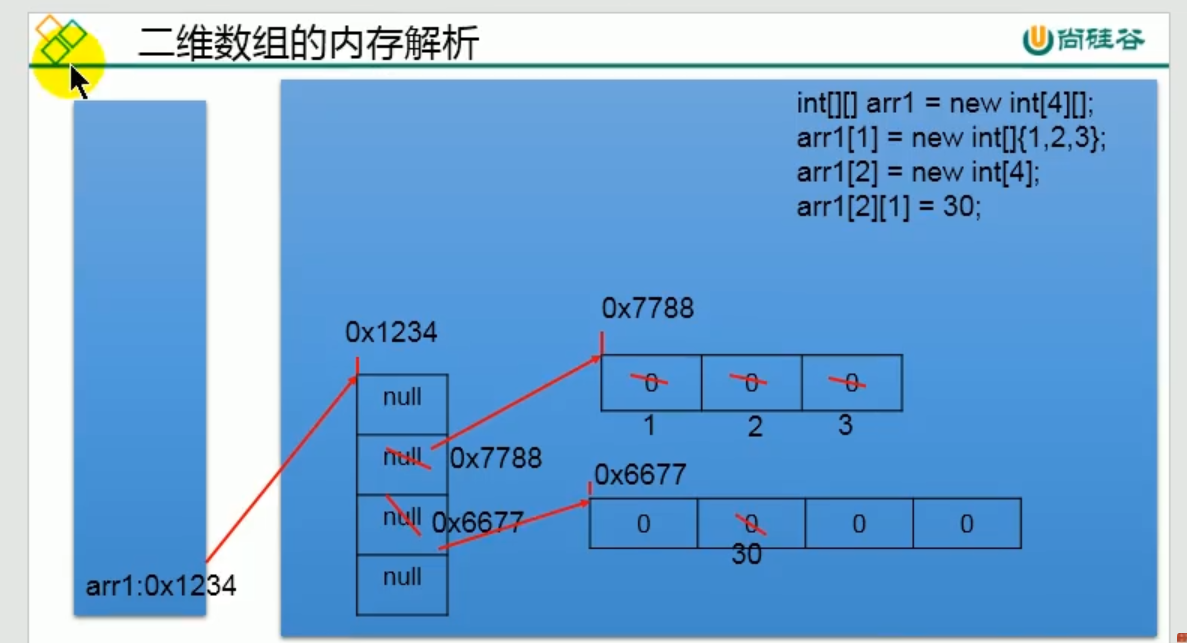 二维数组的内存解析
尚硅谷
int[][] arr1 = new int[4][];
arr1[1] = new int[]{1,2,3};
arr1[2] = new int[4];
arr1[2][1] = 30;
0x7788
0x1234
null
0 0 0
1 2 3
null 0x7788
0x6677
null 0x6677
0 0 0 0
30
null
arr1:0x1234